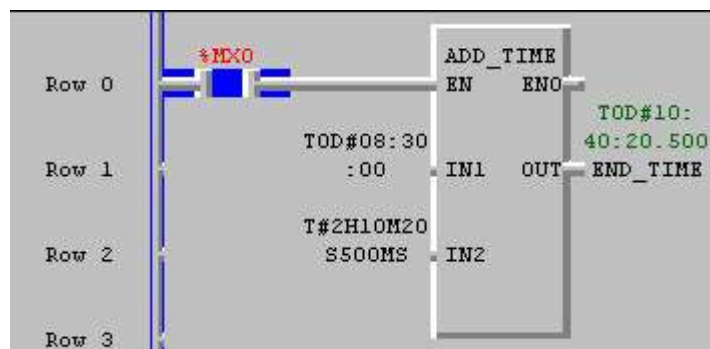 %MX0
ADD_TIME
Row 0
EN ENO
TOD#10:
TOD#08:30
40:20.500
Row 1
:00
IN1 OUT
END_TIME
T#2H10M20
Row 2
S500MS
IN2
Row 3